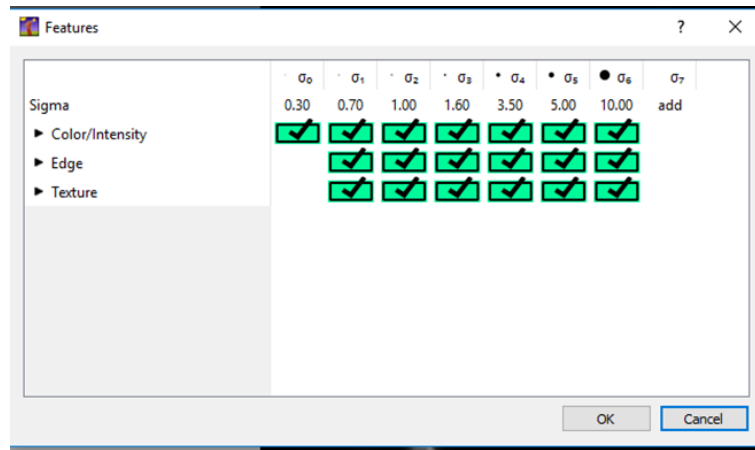 Features ?
σ₀ σ₁ σ₂ σ₃ σ₄ σ₅ σ₆ σ₇
Sigma 0.30 0.70 1.00 1.60 3.50 5.00 10.00 add
Color/Intensity
Edge
Texture
OK Cancel